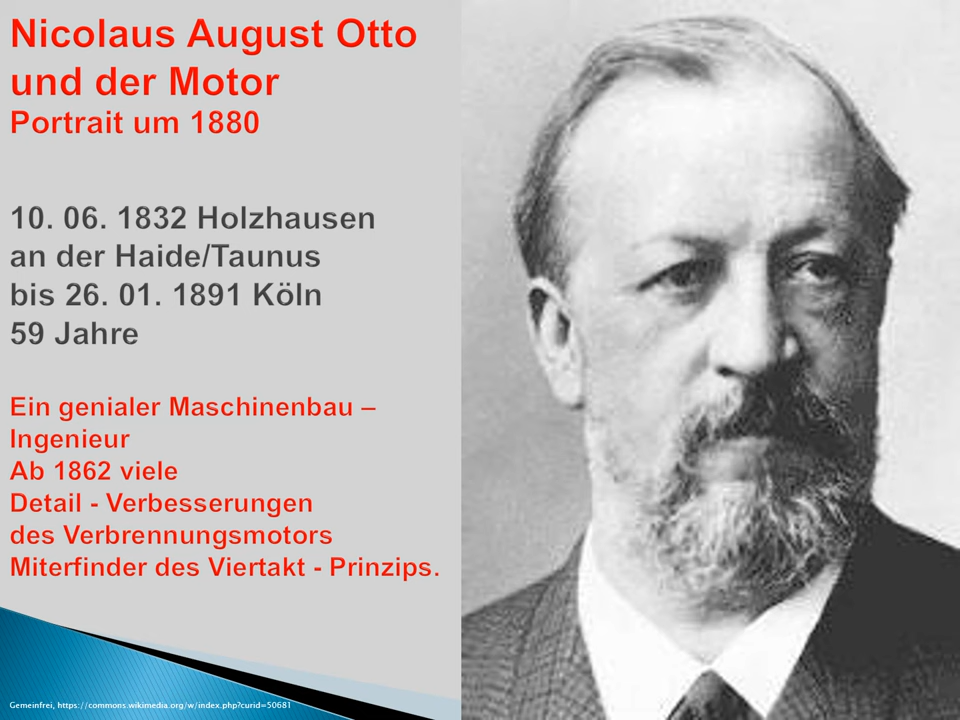 Nicolaus August Otto
und der Motor
Portrait um 1880
10. 06. 1832 Holzhausen
an der Haide/Taunus
bis 26. 01. 1891 Köln
59 Jahre
Ein genialer Maschinenbau –
Ingenieur
Ab 1862 viele
Detail - Verbesserungen
des Verbrennungsmotors
Miterfinder des Viertakt - Prinzips.
Gemeinfrei, https://commons.wikimedia.org/w/index.php?curid=50681